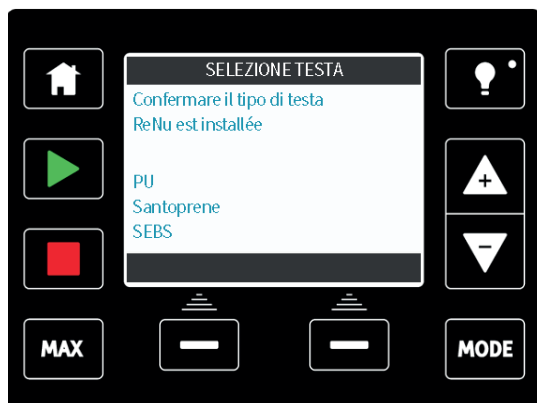 SELEZIONE TESTA
Confermare il tipo di testa
ReNu est installée
PU
Santoprene
SEBS
+
-
MAX
MODE